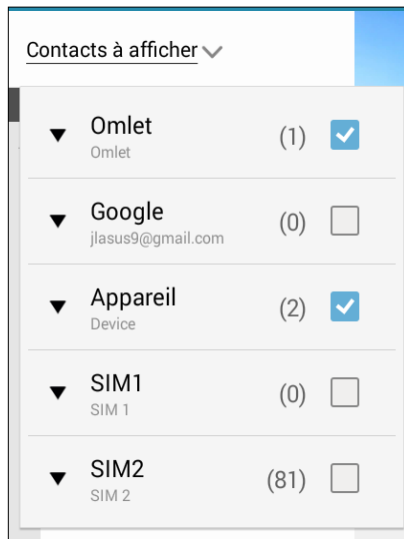 Contacts à afficher
Omlet (1)
Omlet
Google (0)
jlasus9@gmail.com
Appareil (2)
Device
SIM1 (0)
SIM 1
SIM2 (81)
SIM 2